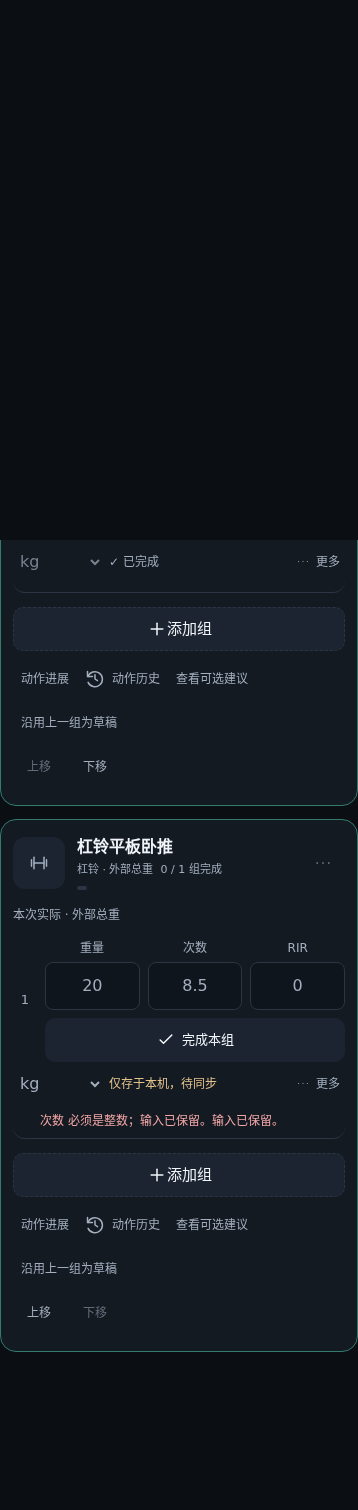 kg ✓ 已完成 ··· 更多
+添加组
动作进展 动作历史 查看可选建议
沿用上一组为草稿
上移 下移
杠铃平板卧推 ···
杠铃 · 外部总重 0 / 1 组完成
本次实际 · 外部总重
重量 次数 RIR
1 20 8.5 0
✓ 完成本组
kg 仅存于本机，待同步 ··· 更多
次数 必须是整数；输入已保留。输入已保留。
+添加组
动作进展 动作历史 查看可选建议
沿用上一组为草稿
上移 下移